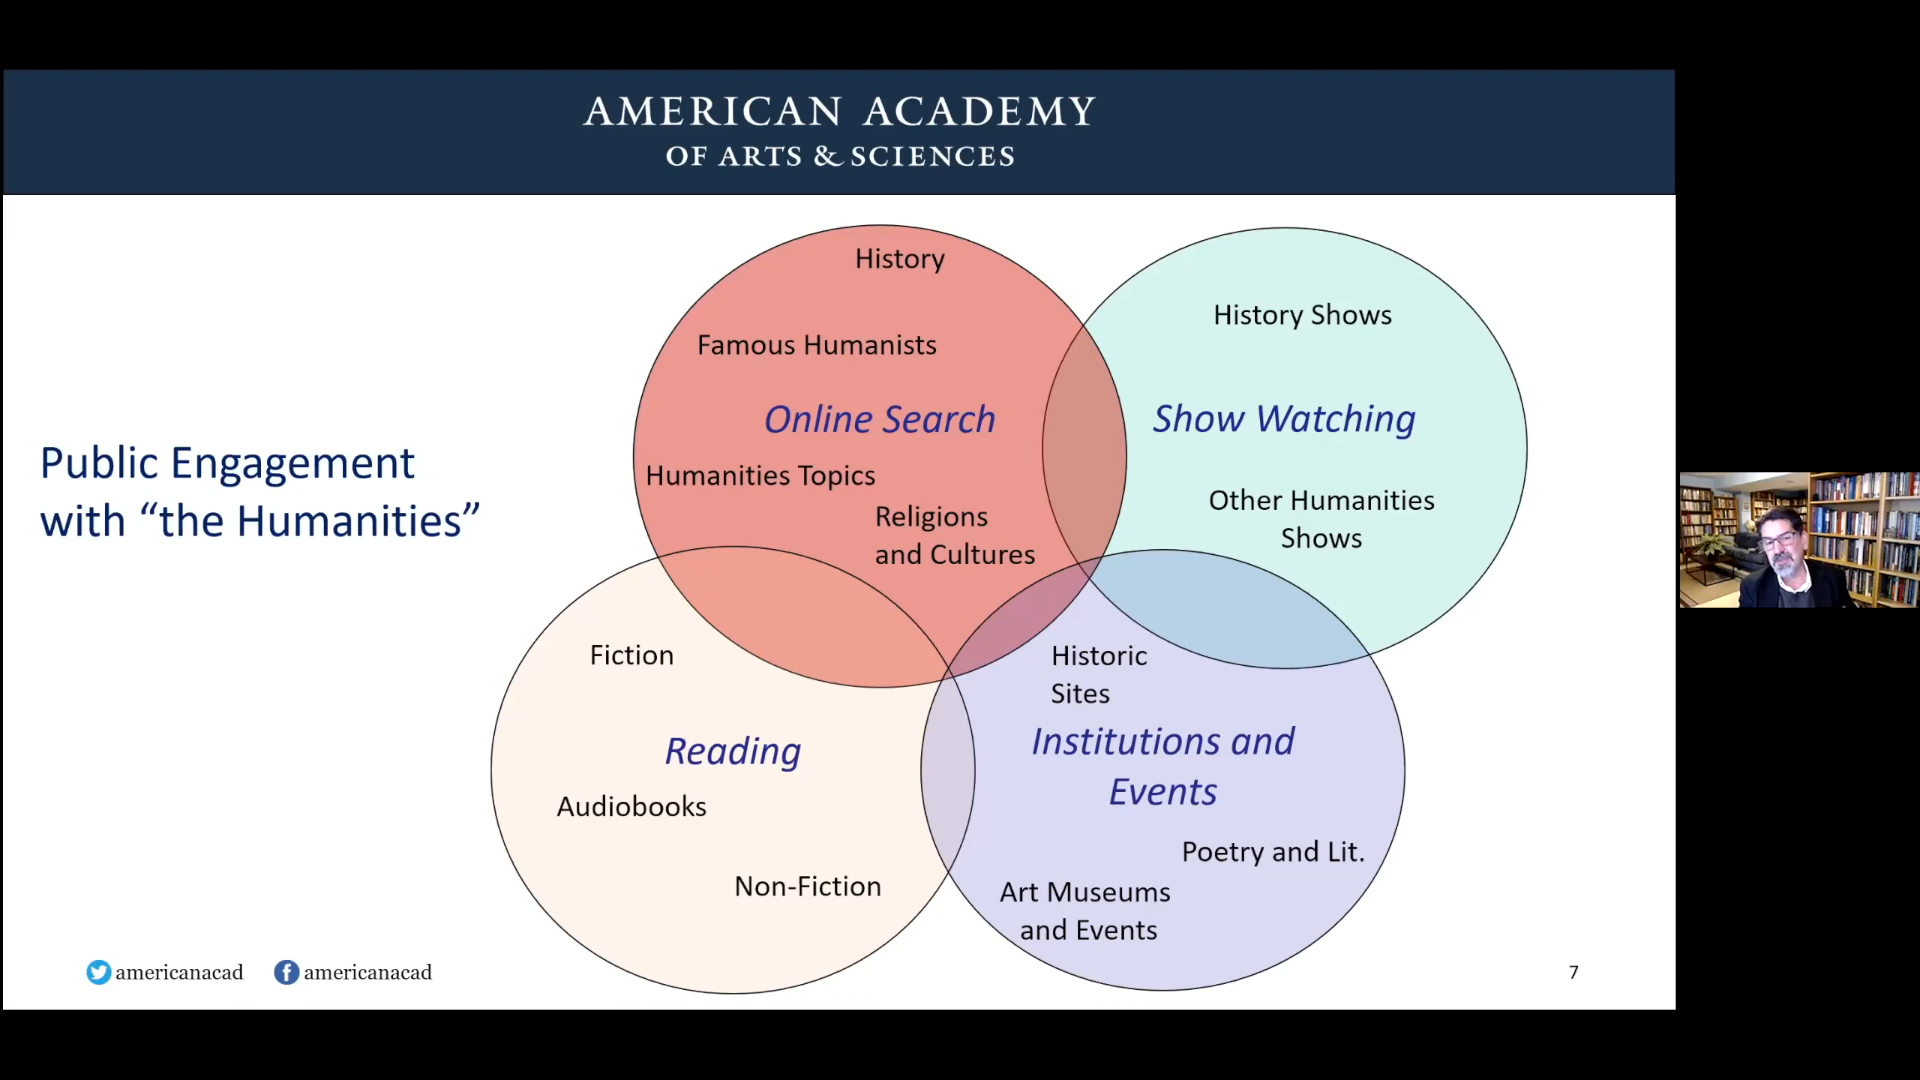 AMERICAN ACADEMY
OF ARTS & SCIENCES
Public Engagement
with “the Humanities”
History
Famous Humanists
Online Search
Humanities Topics
Religions
and Cultures
History Shows
Show Watching
Other Humanities
Shows
Fiction
Reading
Audiobooks
Non-Fiction
Historic
Sites
Institutions and
Events
Poetry and Lit.
Art Museums
and Events
americanacad
americanacad
7